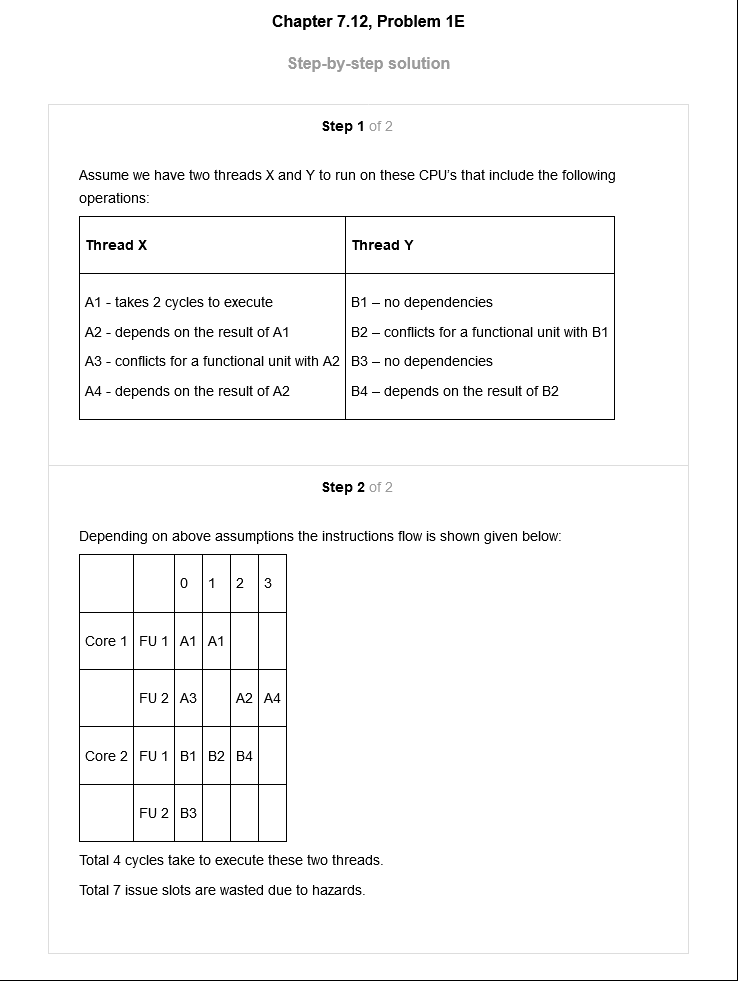 Chapter 7.12, Problem 1E
Step-by-step solution
Step 1 of 2
Assume we have two threads X and Y to run on these CPU's that include the following
operations:
Thread X Thread Y
A1 - takes 2 cycles to execute B1 – no dependencies
A2 - depends on the result of A1 B2 – conflicts for a functional unit with B1
A3 - conflicts for a functional unit with A2 B3 – no dependencies
A4 - depends on the result of A2 B4 – depends on the result of B2
Step 2 of 2
Depending on above assumptions the instructions flow is shown given below:
0 1 2 3
Core 1 FU 1 A1 A1
FU 2 A3 A2 A4
Core 2 FU 1 B1 B2 B4
FU 2 B3
Total 4 cycles take to execute these two threads.
Total 7 issue slots are wasted due to hazards.